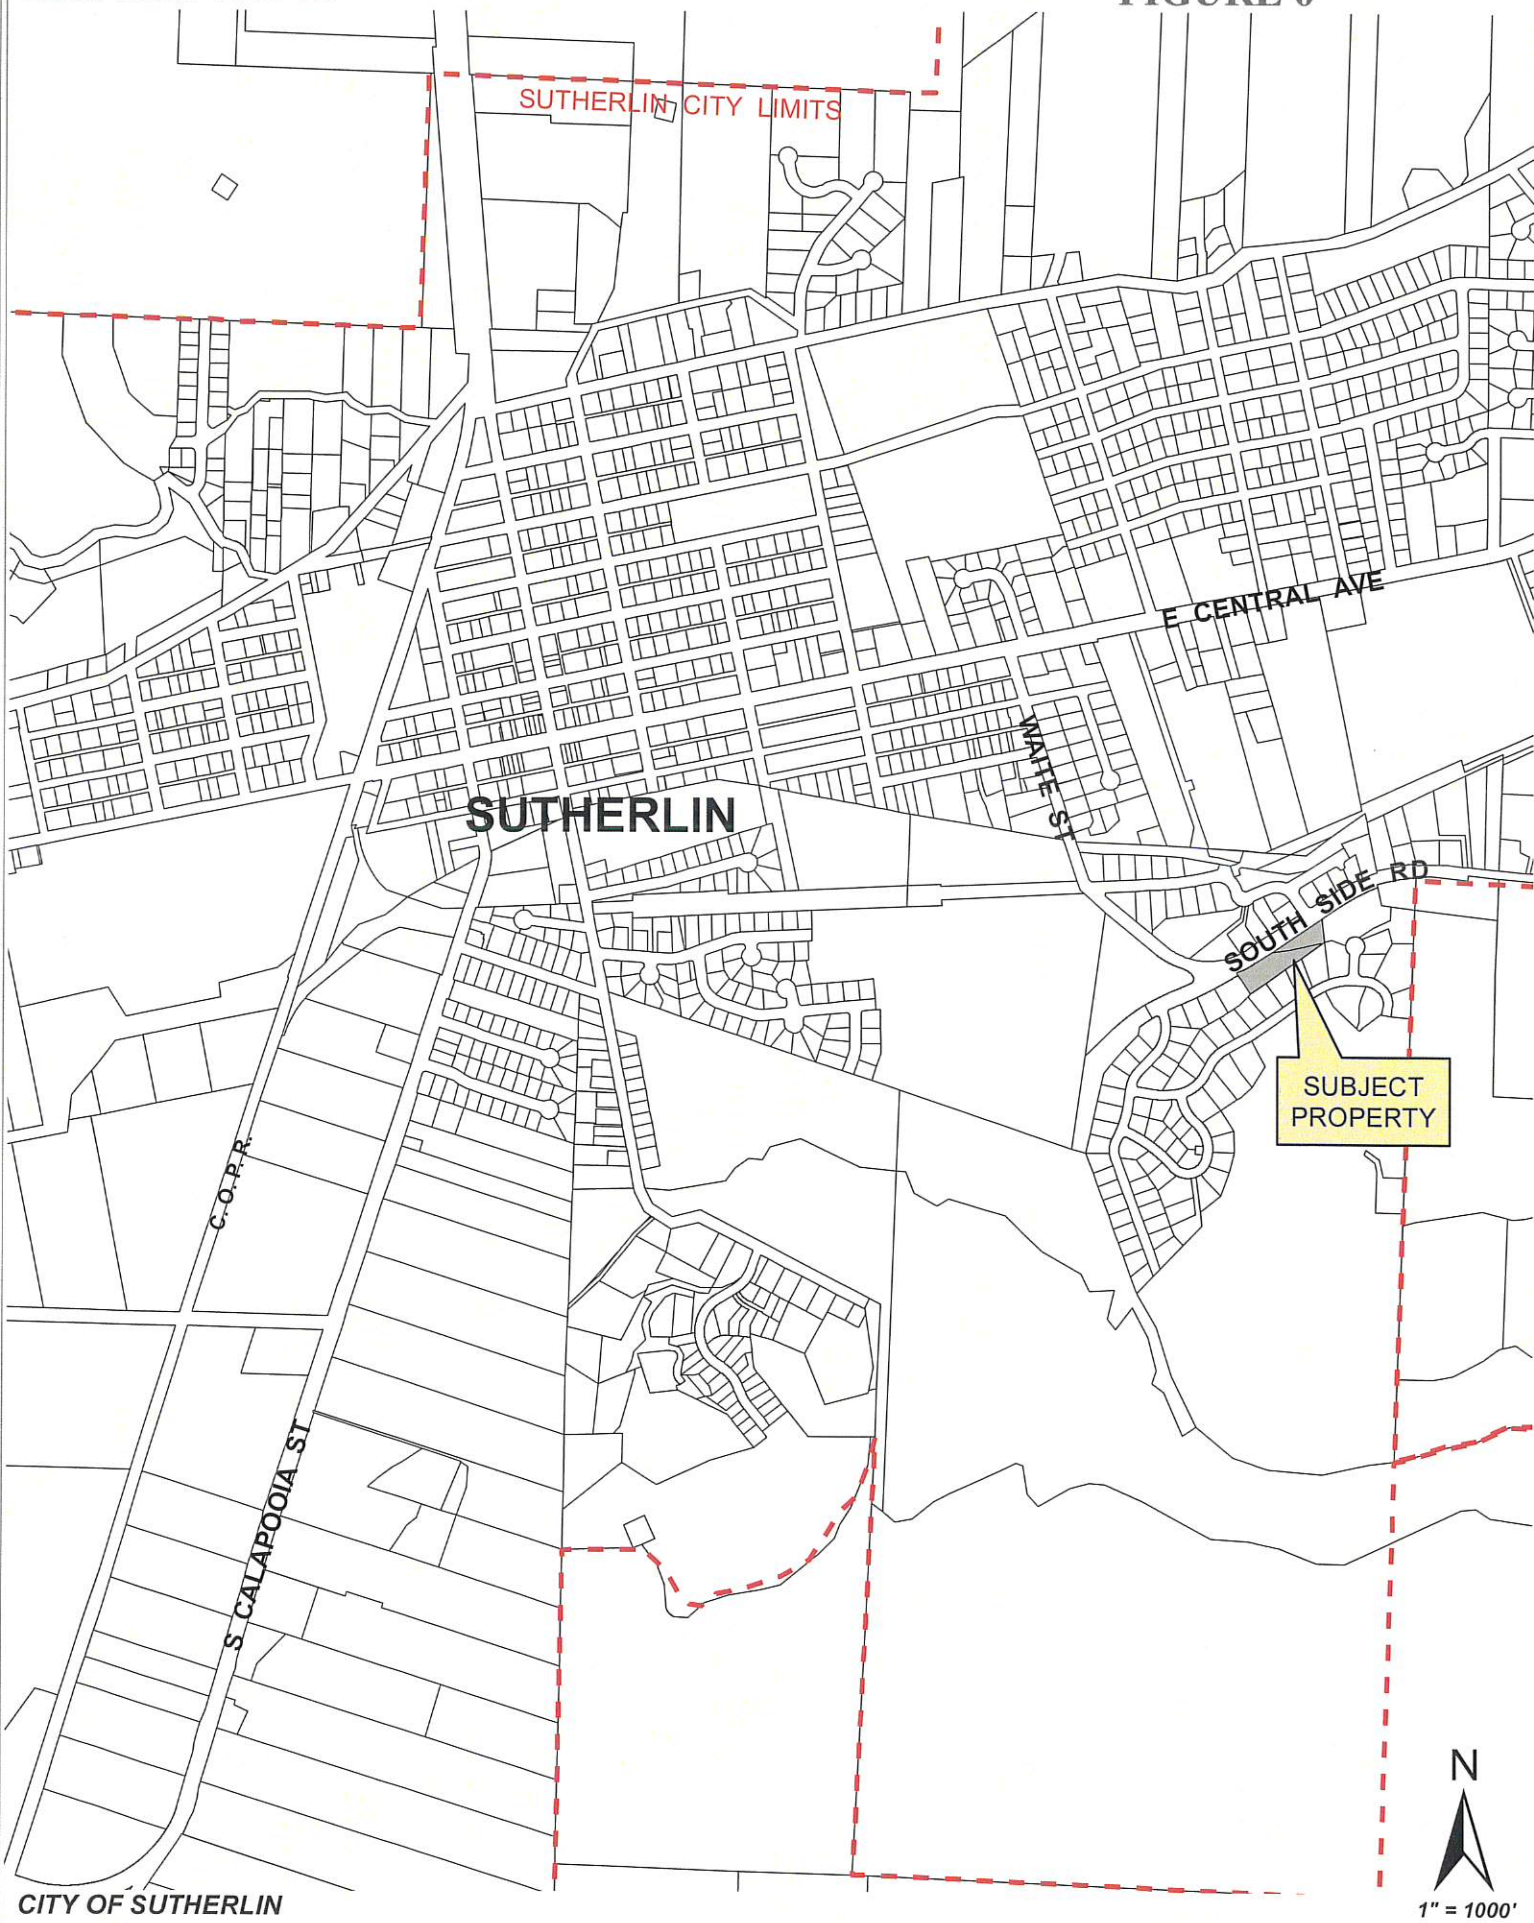 SUTHERLIN CITY LIMITS
E CENTRAL AVE
WAITE ST
SUTHERLIN
SOUTH SIDE RD
SUBJECT
PROPERTY
C. O. P. R.
S CALAPOOIA ST
N
CITY OF SUTHERLIN
1" = 1000'